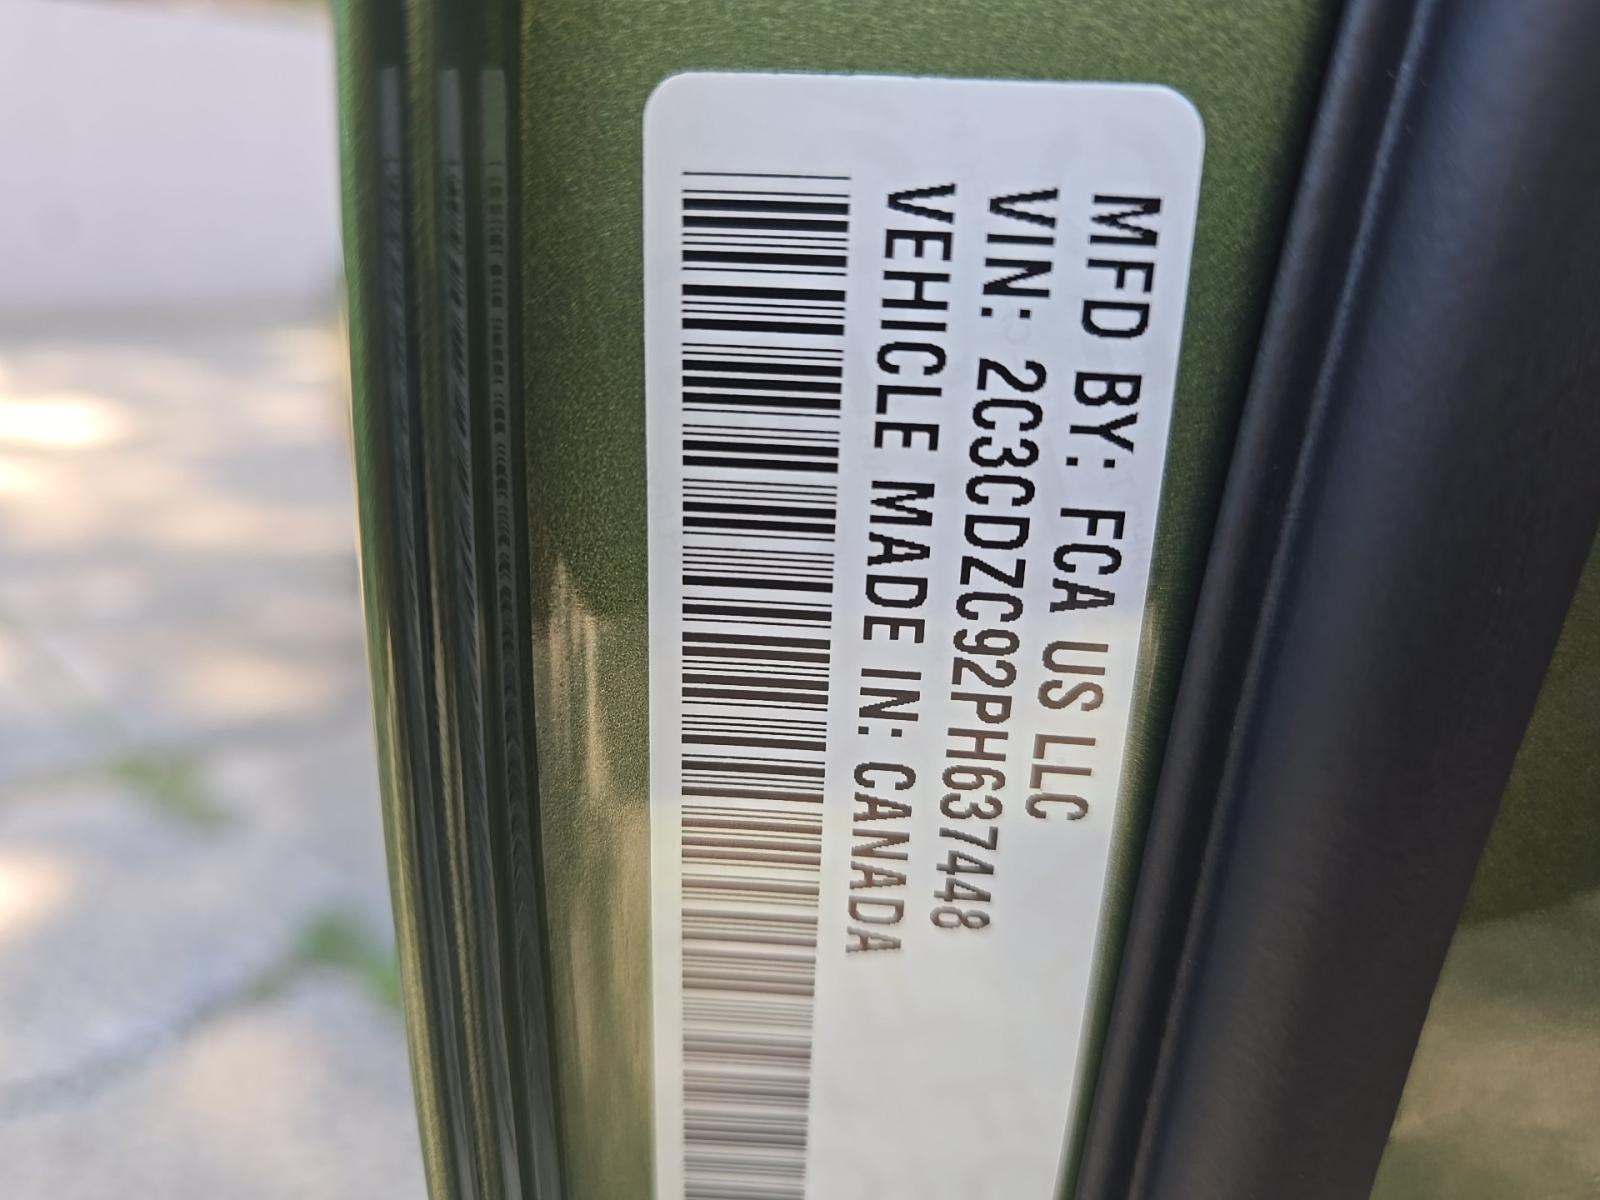 MFD BY: FCA US LLC
VIN: 2C3CDZC92PH637448
VEHICLE MADE IN: CANADA